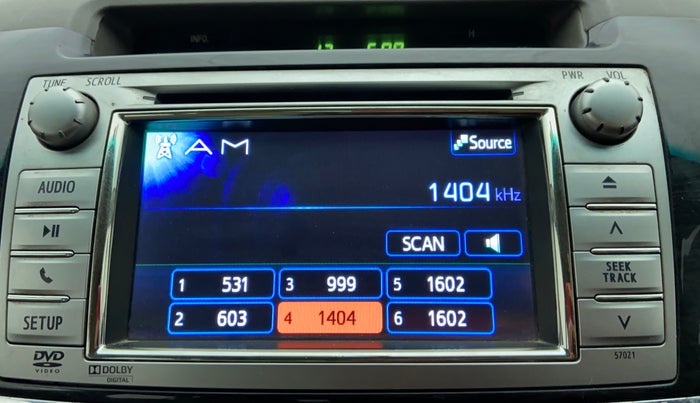 INFO.
H
TUNE SCROLL
PWR VOL
AM
Source
1404 kHz
AUDIO
SCAN
SEEK TRACK
1 531
3 999
5 1602
2 603
4 1404
6 1602
SETUP
DVD VIDEO
DOLBY DIGITAL
57021